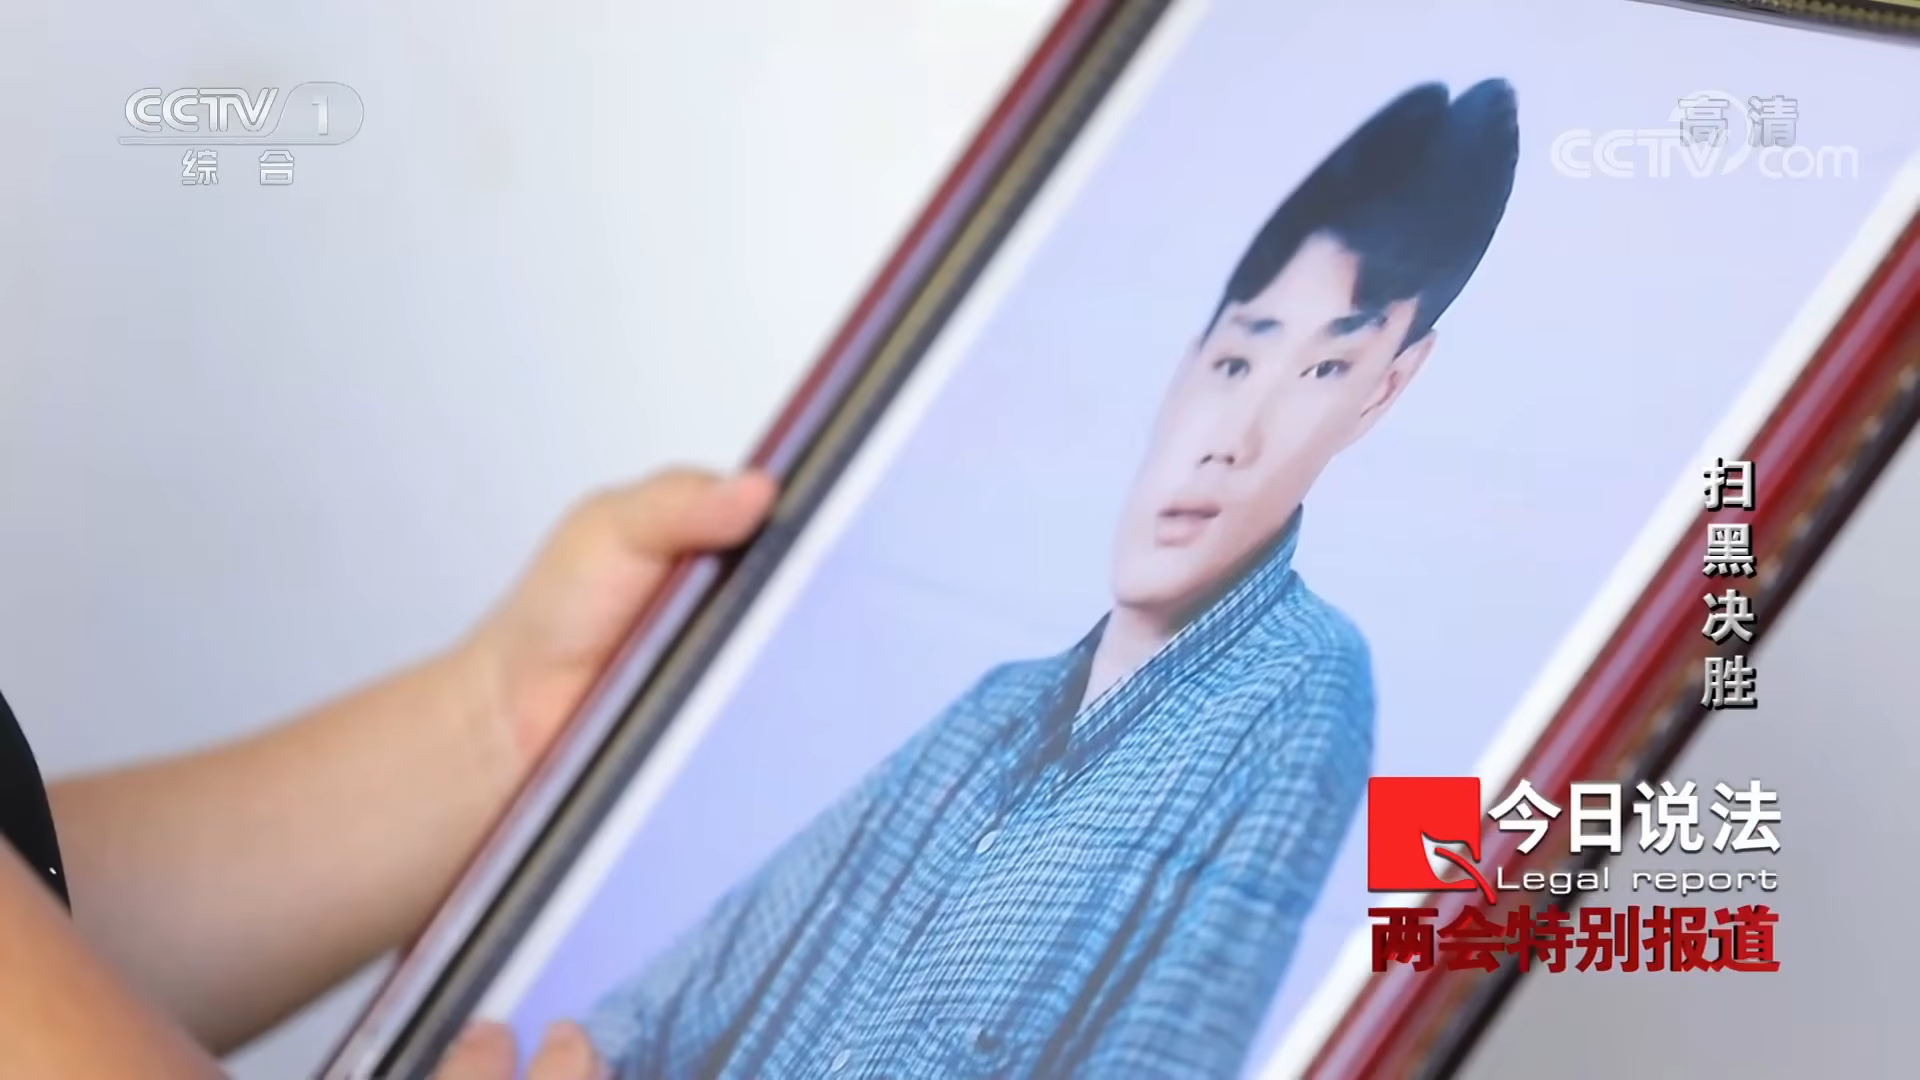 CCTV 1
综合
高清
CCTV com
扫黑决胜
今日说法
Legal report
两会特别报道